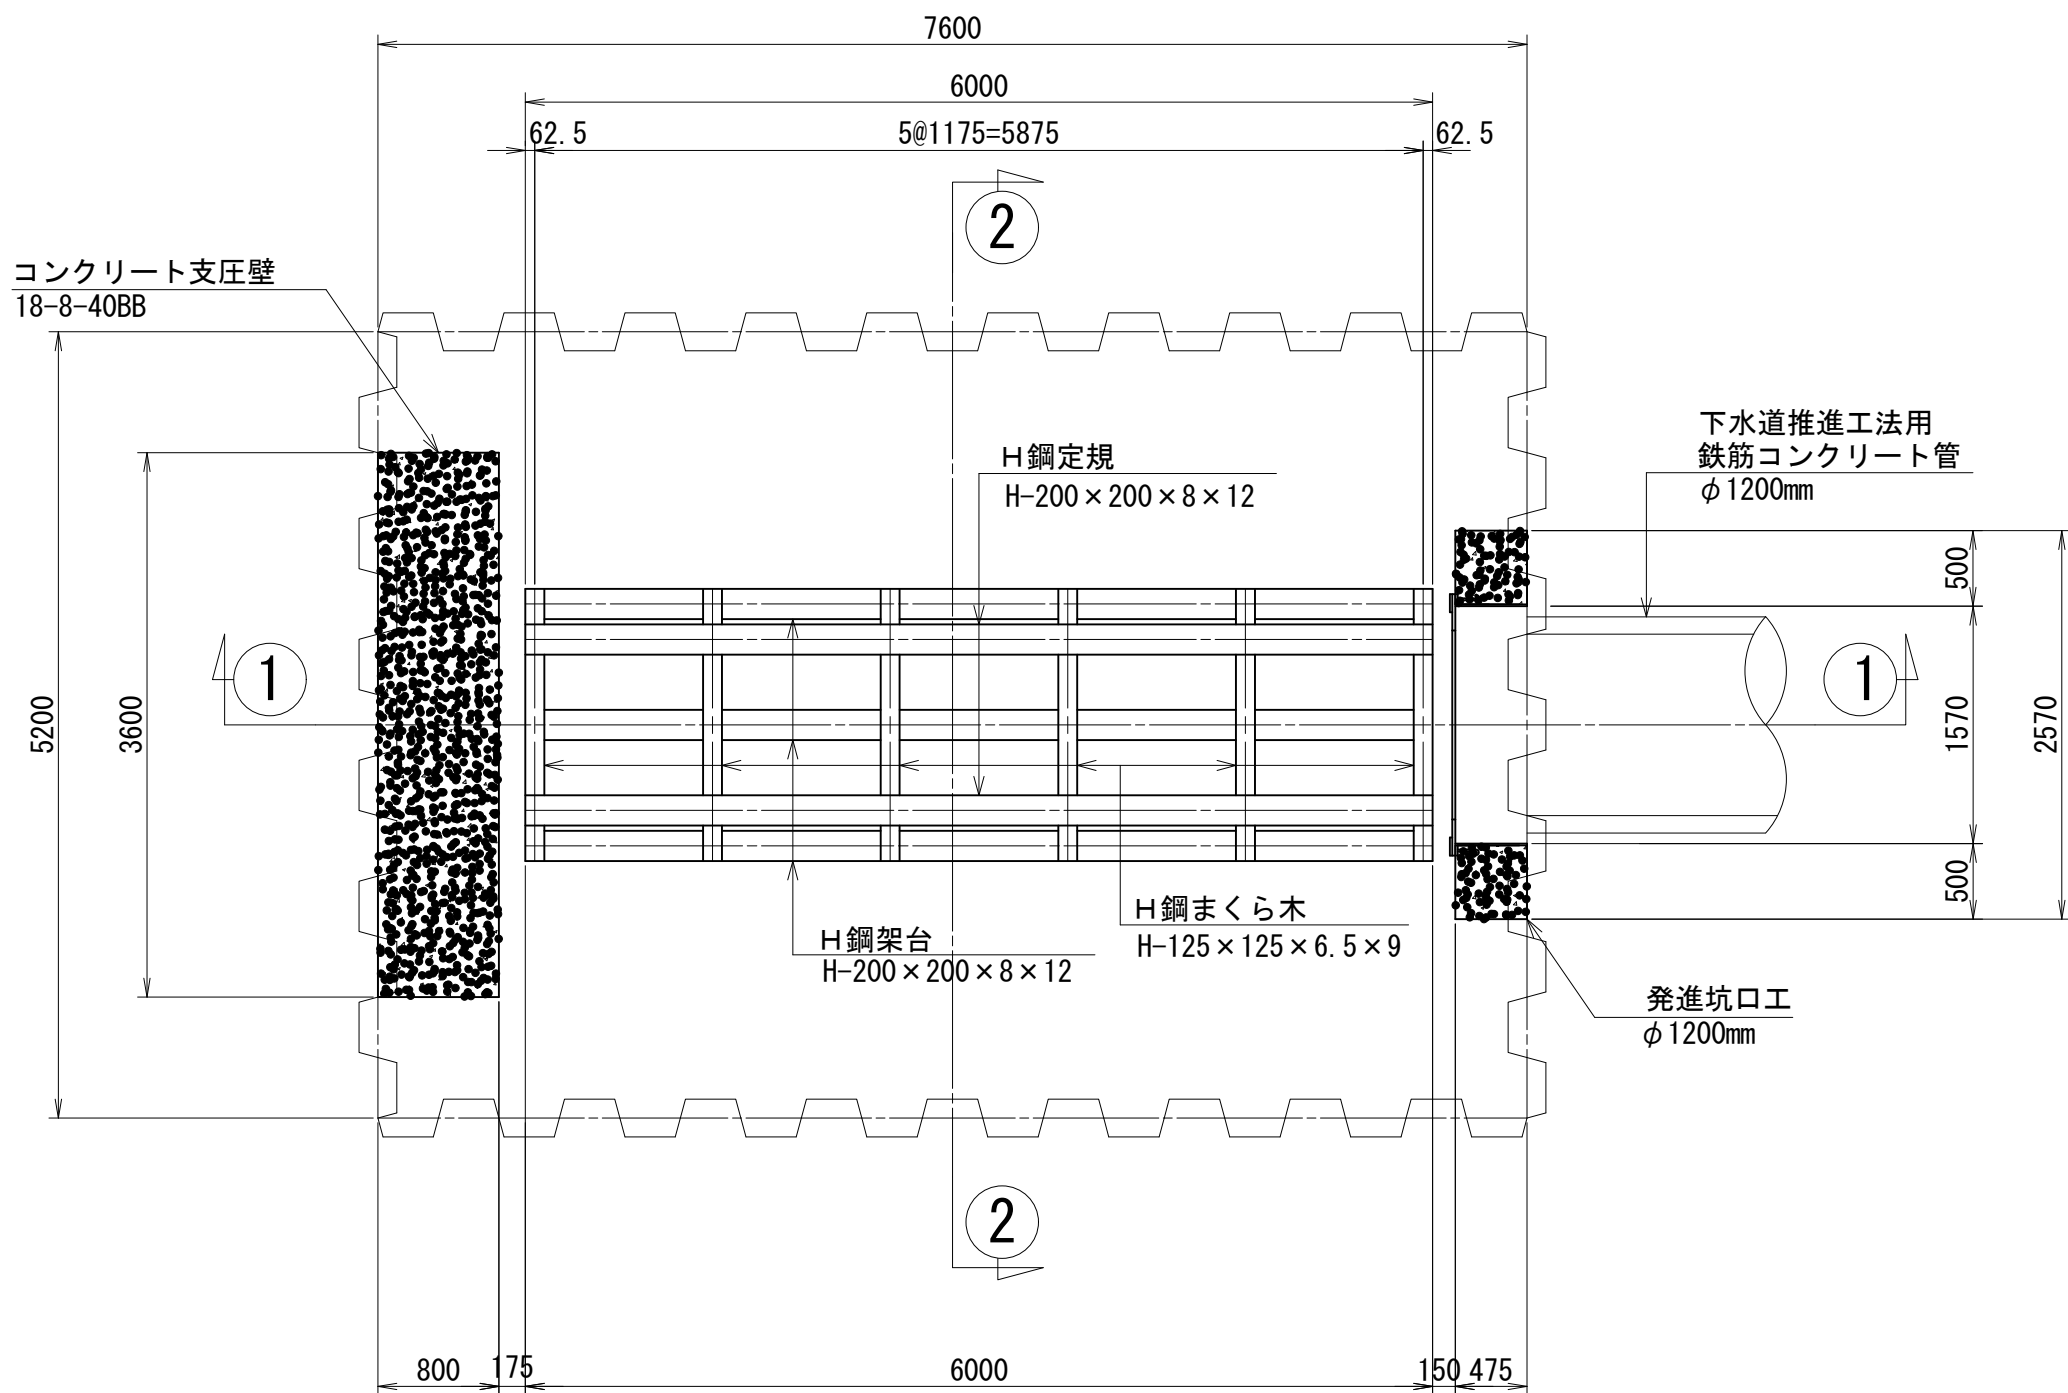 7600
6000
62.5
5@1175=5875
62.5
2
コンクリート支圧壁
18-8-40BB
下水道推進工法用
鉄筋コンクリート管
φ1200mm
H鋼定規
H-200×200×8×12
500
1
1
5200
3600
1570
2570
500
H鋼まくら木
H-125×125×6.5×9
H鋼架台
H-200×200×8×12
発進坑口工
φ1200mm
2
800
175
6000
150
475